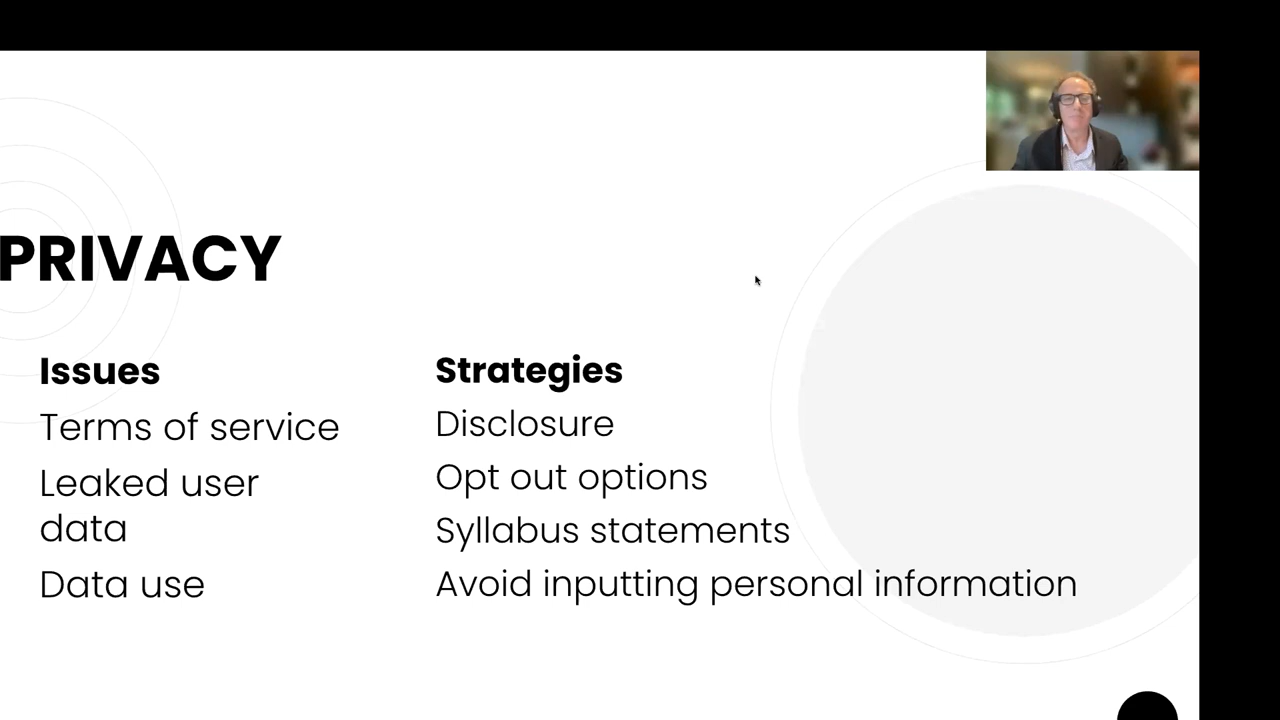 PRIVACY
Issues
Terms of service
Leaked user
data
Data use
Strategies
Disclosure
Opt out options
Syllabus statements
Avoid inputting personal information